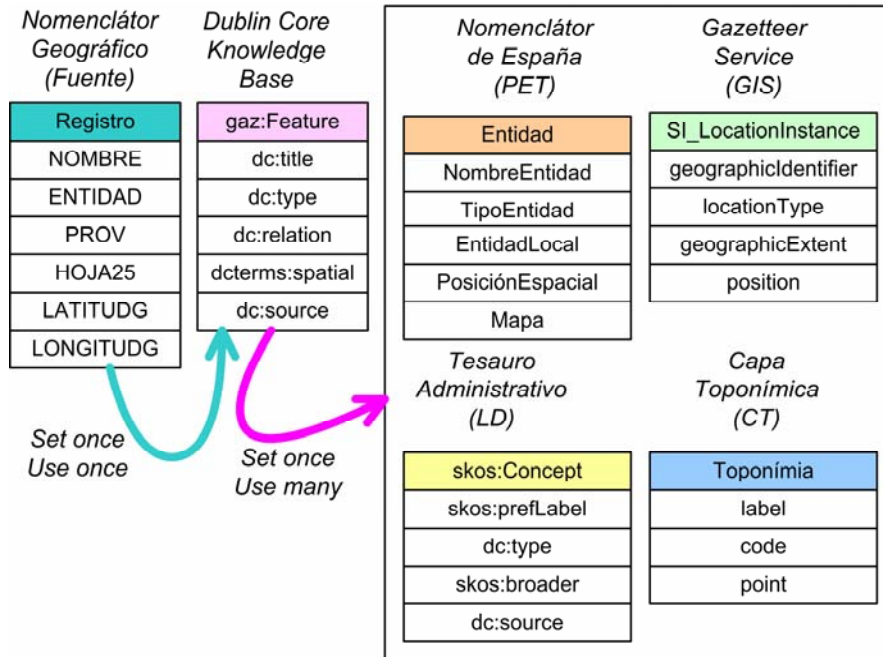 Nomenclátor
Geográfico
(Fuente)
Registro
NOMBRE
ENTIDAD
PROV
HOJA25
LATITUDG
LONGITUDG
Set once
Use once
Dublin Core
Knowledge
Base
gaz:Feature
dc:title
dc:type
dc:relation
dcterms:spatial
dc:source
Set once
Use many
Nomenclátor
de España
(PET)
Entidad
NombreEntidad
TipoEntidad
EntidadLocal
PosiciónEspacial
Mapa
Gazetteer
Service
(GIS)
SI_LocationInstance
geographicIdentifier
locationType
geographicExtent
position
Tesauro
Administrativo
(LD)
skos:Concept
skos:prefLabel
dc:type
skos:broader
dc:source
Capa
Toponímica
(CT)
Toponímia
label
code
point